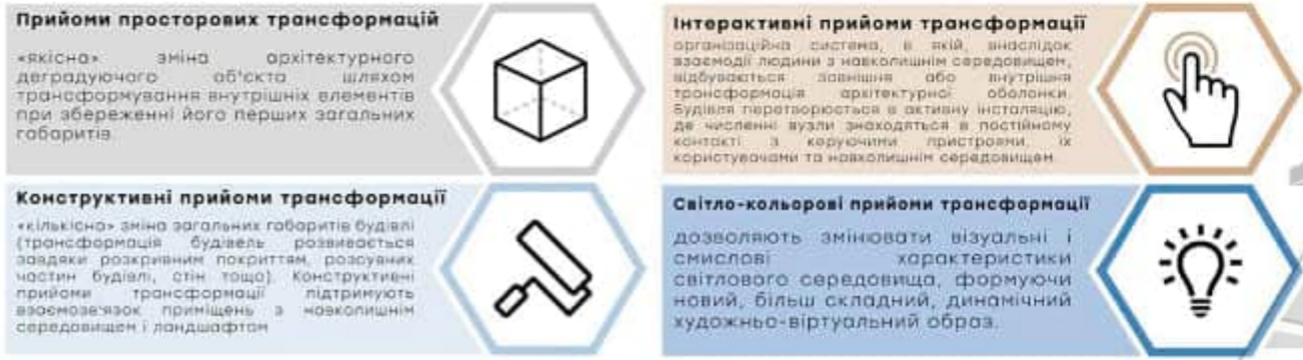 Прийоми просторових трансформацій
«якісна» зміна архітектурного
деградуючого об'єкта шляхом
трансформування внутрішніх елементів
при збереженні його перших загальних
габаритів.
Інтерактивні прийоми трансформації
організаційна система, в якій, внаслідок
взаємодії людини з навколишнім середовищем,
відбуваються зовнішня або внутрішня
трансформація архітектурної оболонки.
Будівля перетворюється в активну інсталяцію,
де численні вузли знаходяться в постійному
контакті з керуючими пристроями, їх
користувачами та навколишнім середовищем.
Конструктивні прийоми трансформації
«кількісна» зміна загальних габаритів будівлі
(трансформація будівель розвивається
завдяки розкривним покриттям, розсувних
частин будівлі, стін тощо). Конструктивні
прийоми трансформації підтримують
взаємозв'язок приміщень з навколишнім
середовищем і ландшафтом
Світло-кольорові прийоми трансформації
дозволяють змінювати візуальні і
смислові характеристики
світлового середовища, формуючи
новий, більш складний, динамічний
художньо-віртуальний образ.